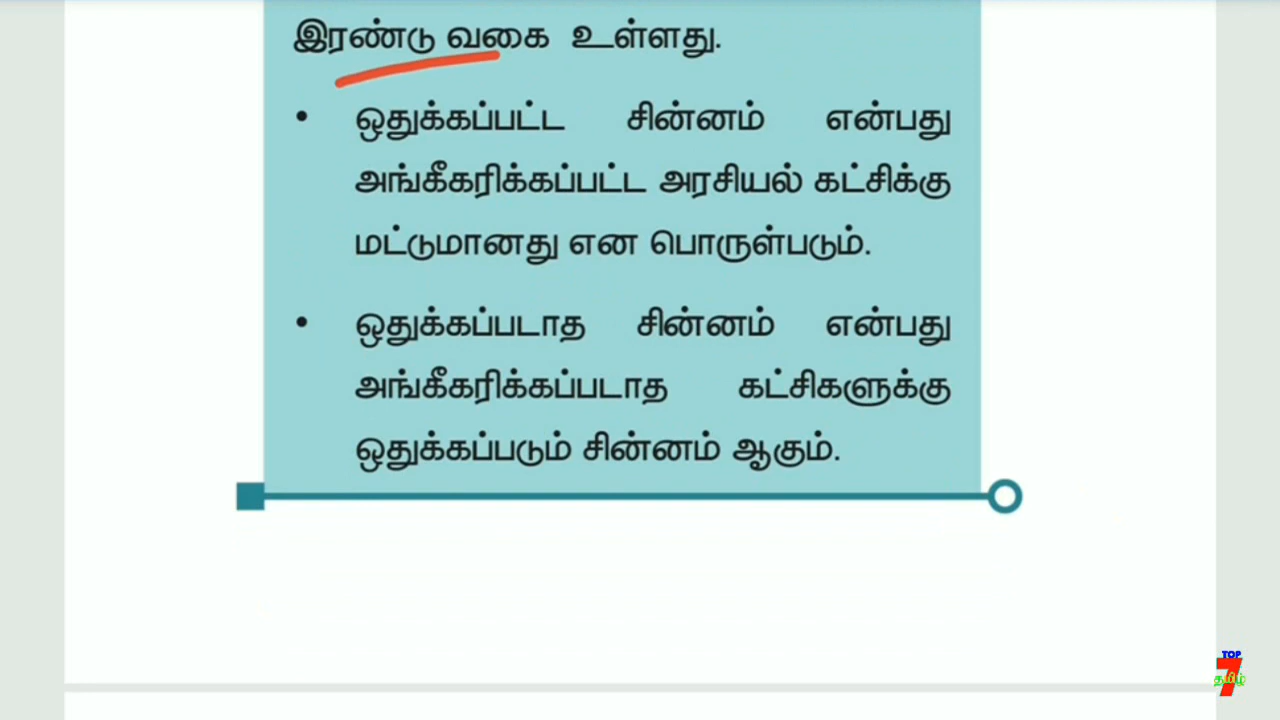 இரண்டு வகை உள்ளது.
• ஒதுக்கப்பட்ட சின்னம் என்பது
அங்கீகரிக்கப்பட்ட அரசியல் கட்சிக்கு
மட்டுமானது என பொருள்படும்.
• ஒதுக்கப்படாத சின்னம் என்பது
அங்கீகரிக்கப்படாத கட்சிகளுக்கு
ஒதுக்கப்படும் சின்னம் ஆகும்.
TOP
7
தமிழ்